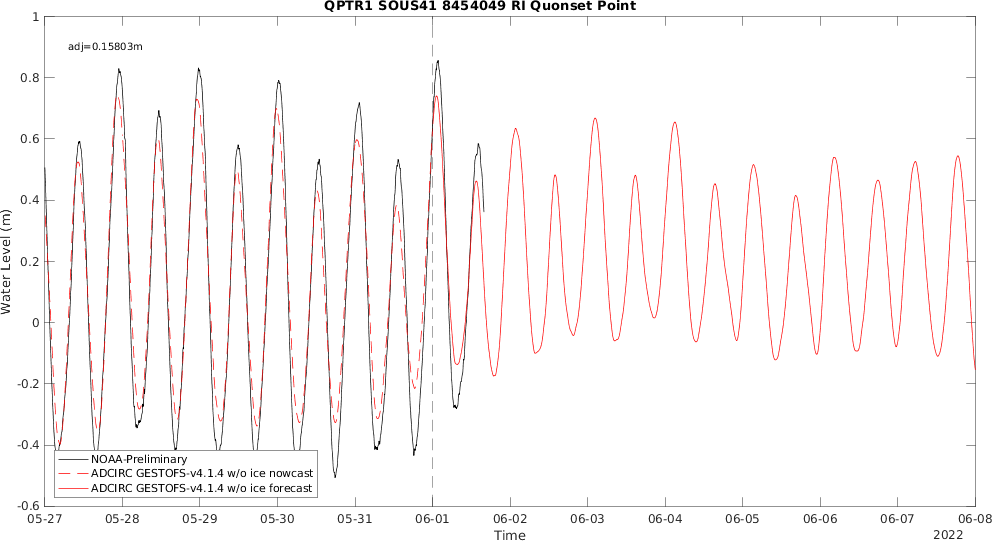 QPTR1 SOUS41 8454049 RI Quonset Point
adj=0.15803m
Water Level (m)
1
0.8
0.6
0.4
0.2
0
-0.2
-0.4
-0.6
NOAA-Preliminary
ADCIRC GESTOFS-v4.1.4 w/o ice nowcast
ADCIRC GESTOFS-v4.1.4 w/o ice forecast
05-27 05-28 05-29 05-30 05-31 06-01 06-02 06-03 06-04 06-05 06-06 06-07 06-08
Time
2022